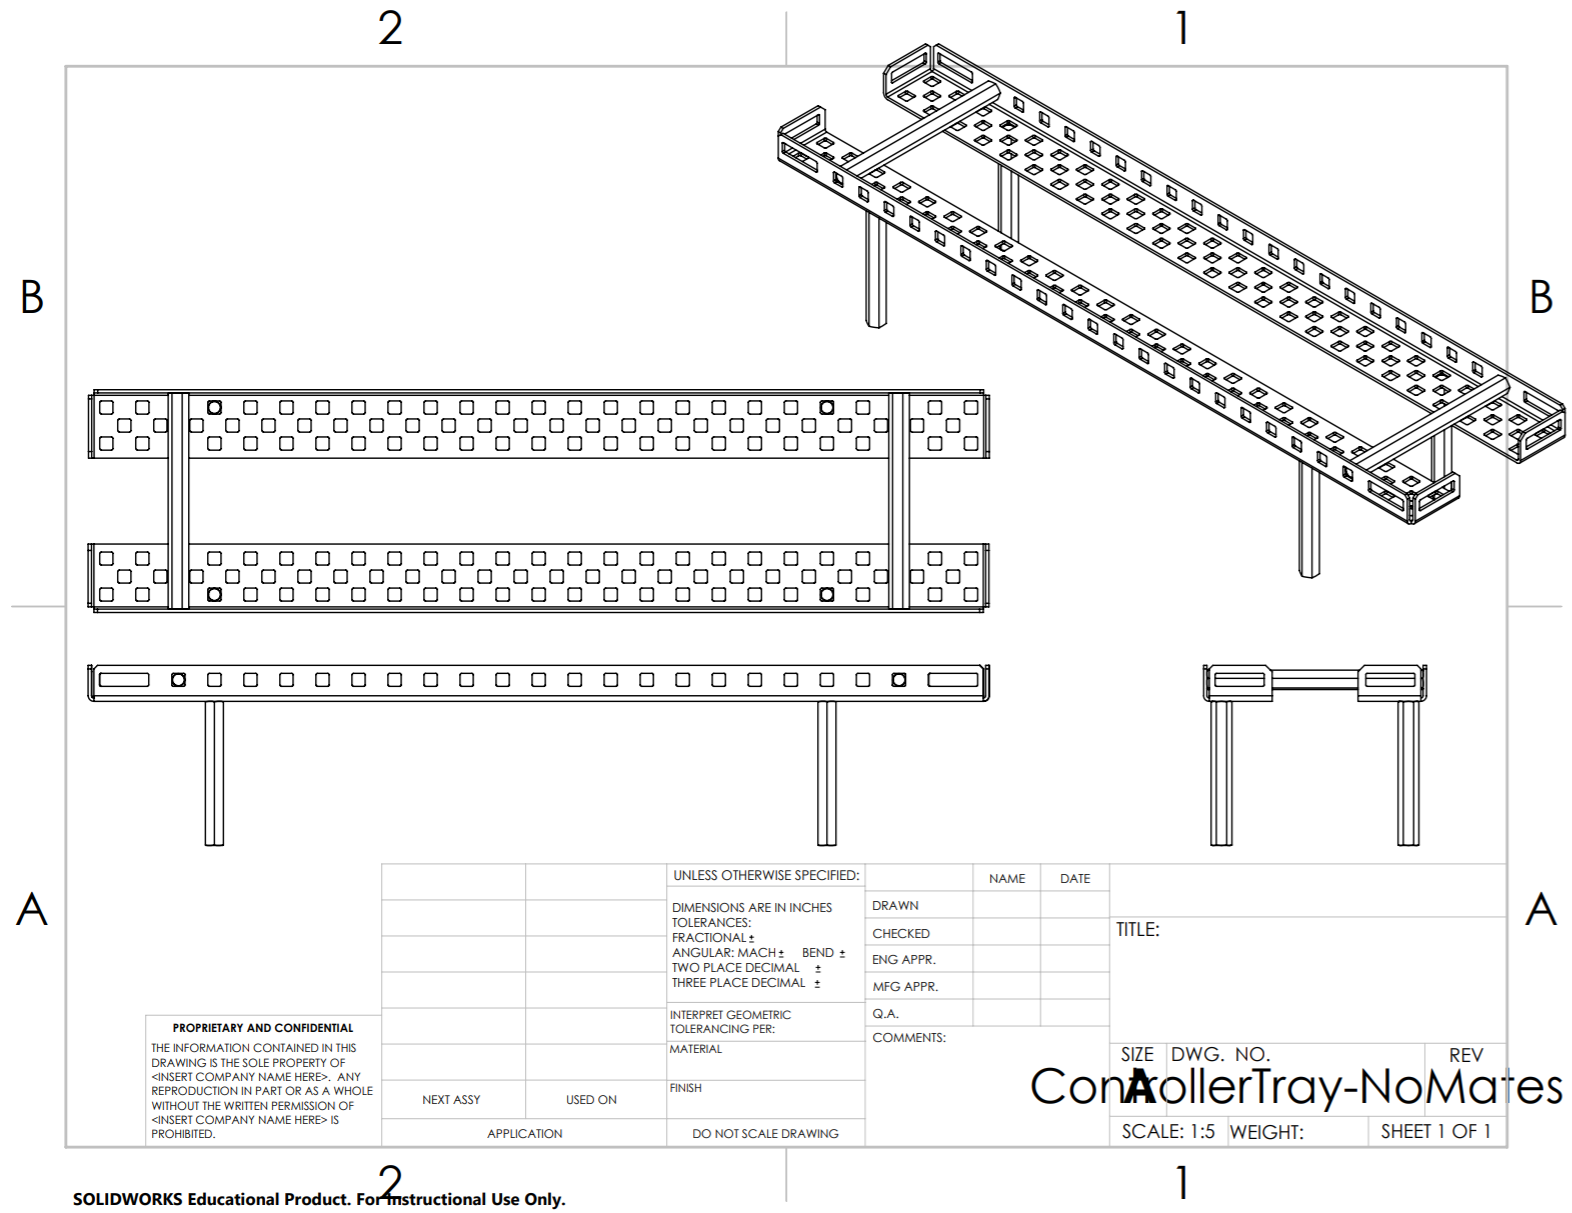 2
1
B
B
A
A
UNLESS OTHERWISE SPECIFIED:
DIMENSIONS ARE IN INCHES
TOLERANCES:
FRACTIONAL ±
ANGULAR: MACH ± BEND ±
TWO PLACE DECIMAL ±
THREE PLACE DECIMAL ±
INTERPRET GEOMETRIC
TOLERANCING PER:
MATERIAL
FINISH
DO NOT SCALE DRAWING
NAME DATE
DRAWN
CHECKED
ENG APPR.
MFG APPR.
Q.A.
COMMENTS:
TITLE:
SIZE DWG. NO. REV
A
ControllerTray-NoMates
SCALE: 1:5 WEIGHT: SHEET 1 OF 1
PROPRIETARY AND CONFIDENTIAL
THE INFORMATION CONTAINED IN THIS
DRAWING IS THE SOLE PROPERTY OF
<INSERT COMPANY NAME HERE>. ANY
REPRODUCTION IN PART OR AS A WHOLE
WITHOUT THE WRITTEN PERMISSION OF
<INSERT COMPANY NAME HERE> IS
PROHIBITED.
NEXT ASSY USED ON
APPLICATION
2
1
SOLIDWORKS Educational Product. For Instructional Use Only.